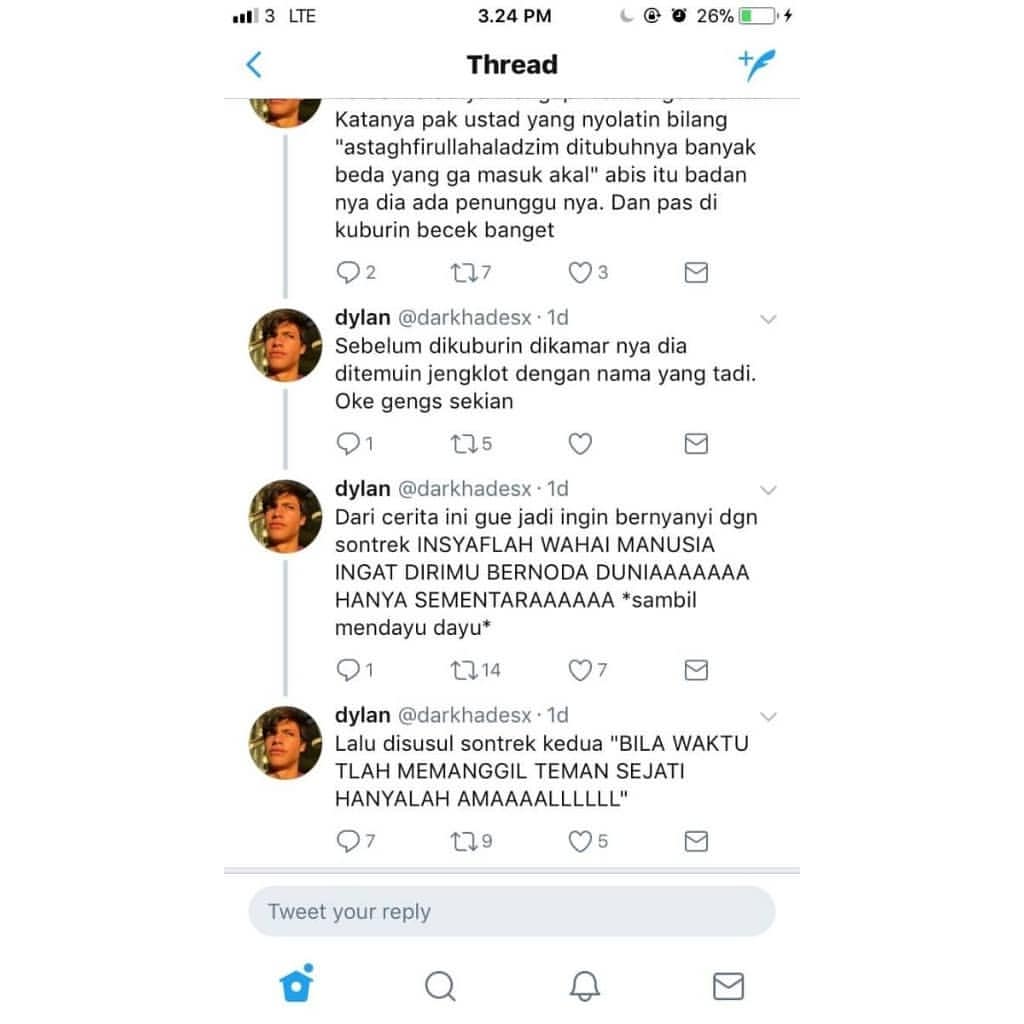 3 LTE 3.24 PM 26%
Thread
Katanya pak ustad yang nyolatin bilang
"astaghfirullahaladzim ditubuhnya banyak
beda yang ga masuk akal" abis itu badan
nya dia ada penunggu nya. Dan pas di
kuburin becek banget
2 7 3
dylan @darkhadesx · 1d
Sebelum dikuburin dikamar nya dia
ditemuin jengklot dengan nama yang tadi.
Oke gengs sekian
1 5
dylan @darkhadesx · 1d
Dari cerita ini gue jadi ingin bernyanyi dgn
sontrek INSYAFLAH WAHAI MANUSIA
INGAT DIRIMU BERNODA DUNIAAAAAAA
HANYA SEMENTARAAAAAA *sambil
mendayu dayu*
1 14 7
dylan @darkhadesx · 1d
Lalu disusul sontrek kedua "BILA WAKTU
TLAH MEMANGGIL TEMAN SEJATI
HANYALAH AMAAAALLLLLL"
7 9 5
Tweet your reply